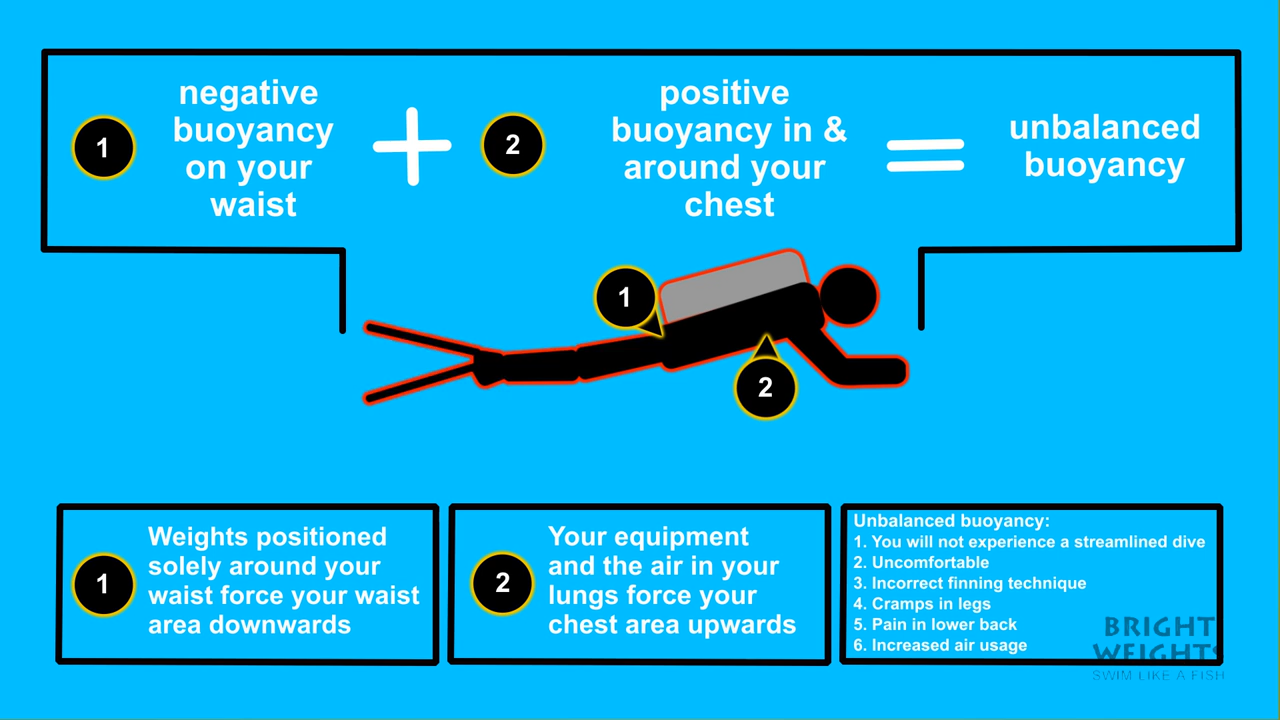 1
negative
buoyancy
on your
waist
+
2
positive
buoyancy in &
around your
chest
=
unbalanced
buoyancy
1
2
1
Weights positioned
solely around your
waist force your waist
area downwards
2
Your equipment
and the air in your
lungs force your
chest area upwards
Unbalanced buoyancy:
1. You will not experience a streamlined dive
2. Uncomfortable
3. Incorrect finning technique
4. Cramps in legs
5. Pain in lower back
6. Increased air usage
BRIGHT
WEIGHTS
SWIM LIKE A FISH